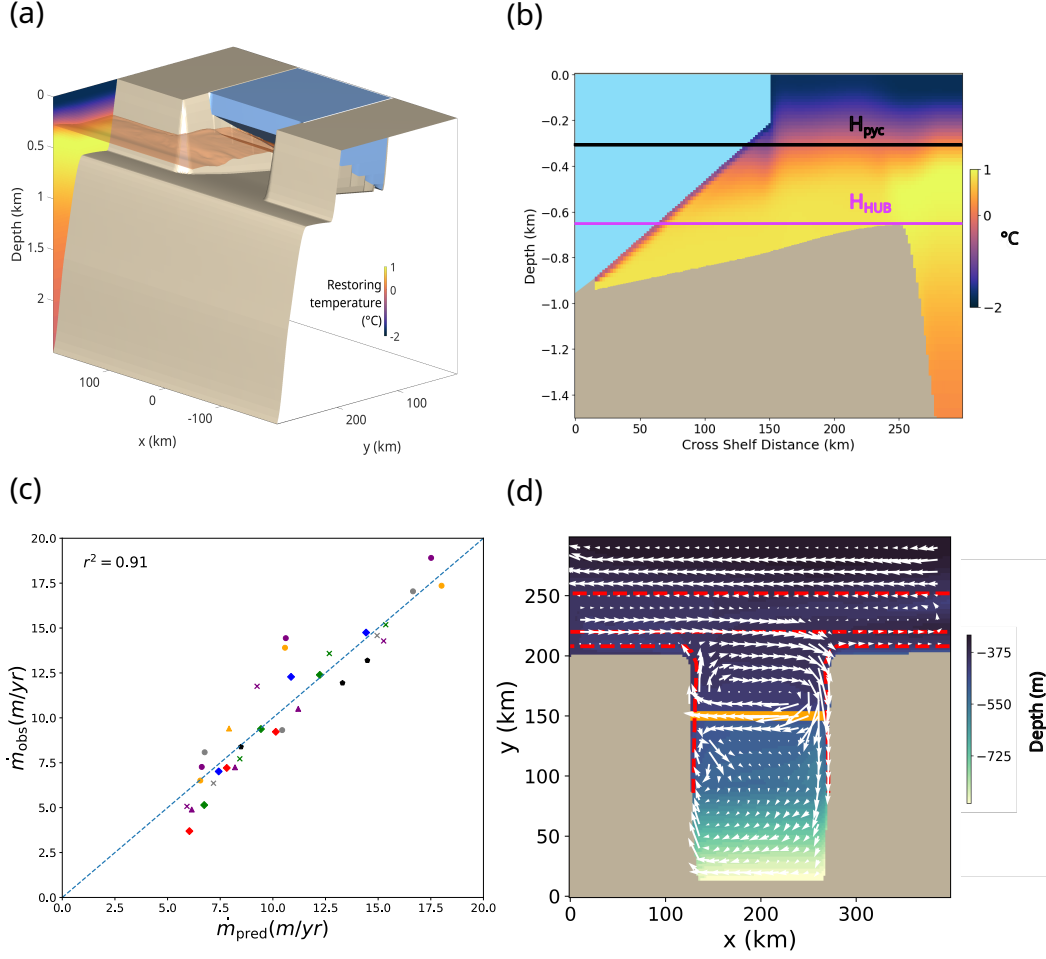 (a)
0
0.5
1
1.5
2
Depth (km)
Restoring
temperature
(°C)
1
0
-2
100
0
-100
x (km)
200
100
y (km)
(b)
0.0
−0.2
−0.4
−0.6
−0.8
−1.0
−1.2
−1.4
Depth (km)
H_pyc
H_HUB
0
50
100
150
200
250
Cross Shelf Distance (km)
1
0
−2
°C
(c)
r² = 0.91
20.0
17.5
15.0
12.5
10.0
7.5
5.0
2.5
0.0
ṁ_obs(m/yr)
0.0 2.5 5.0 7.5 10.0 12.5 15.0 17.5 20.0
ṁ_pred(m/yr)
(d)
250
200
150
100
50
0
y (km)
0 100 200 300
x (km)
−375
−550
−725
Depth (m)